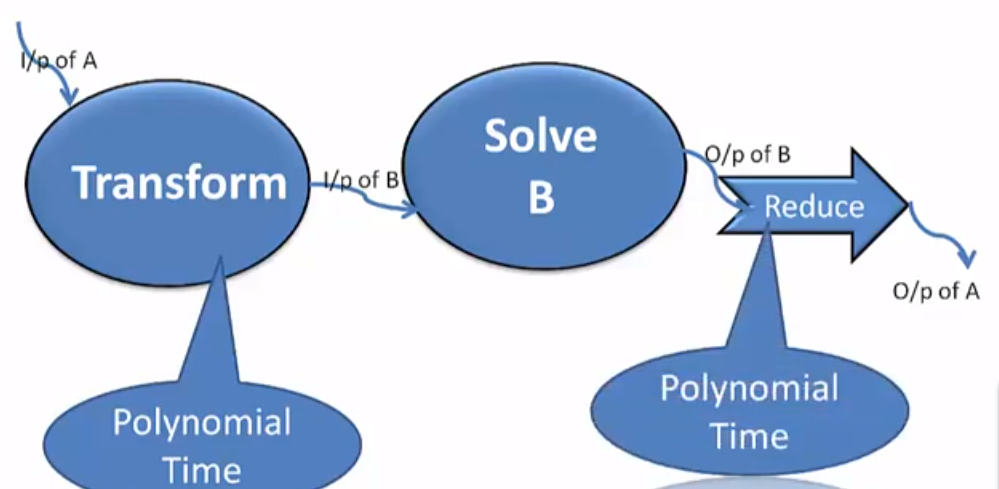 I/p of A
Transform
I/p of B
Solve
B
O/p of B
Reduce
O/p of A
Polynomial
Time
Polynomial
Time